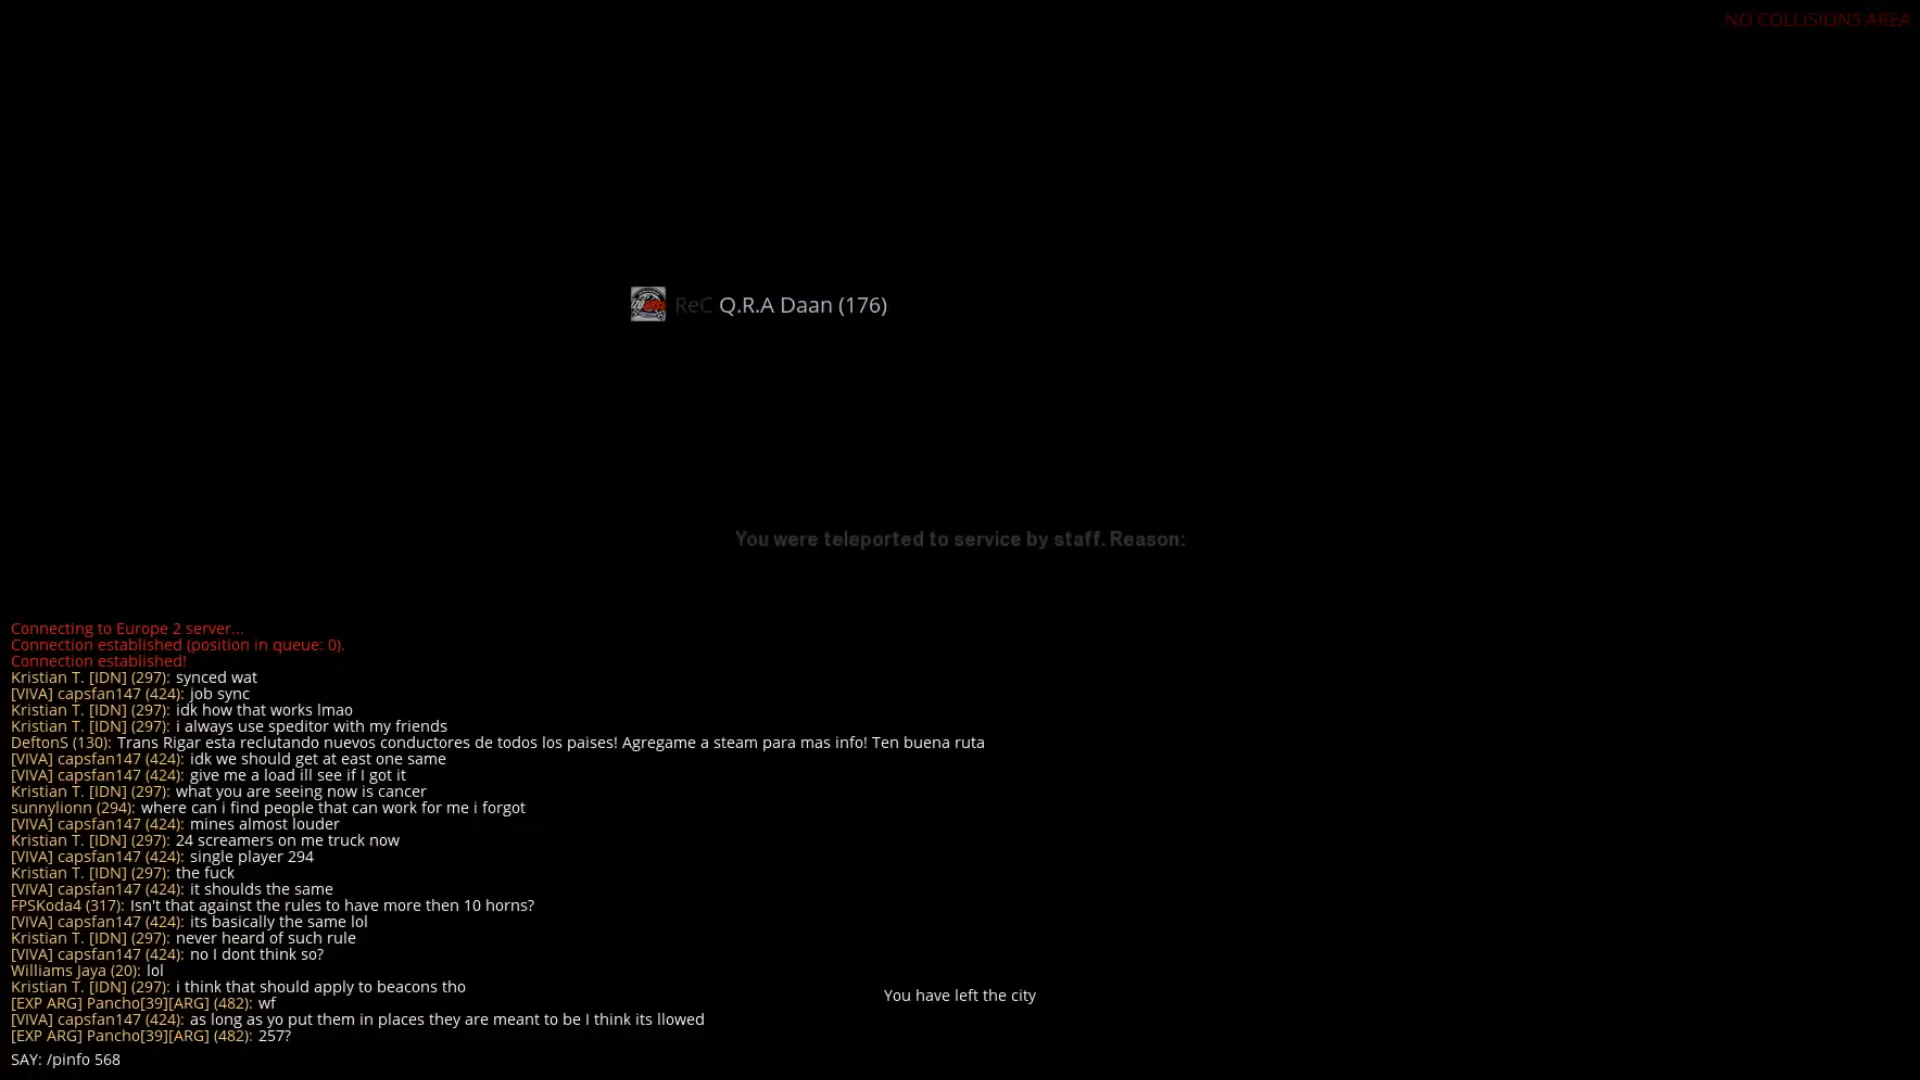 NO COLLISIONS AREA
ReC Q.R.A Daan (176)
You were teleported to service by staff. Reason:
Connecting to Europe 2 server...
Connection established (position in queue: 0).
Connection established!
Kristian T. [IDN] (297): synced wat
[VIVA] capsfan147 (424): job sync
Kristian T. [IDN] (297): idk how that works lmao
Kristian T. [IDN] (297): i always use speditor with my friends
DeftonS (130): Trans Rigar esta reclutando nuevos conductores de todos los paises! Agregame a steam para mas info! Ten buena ruta
[VIVA] capsfan147 (424): idk we should get at east one same
[VIVA] capsfan147 (424): give me a load ill see if I got it
Kristian T. [IDN] (297): what you are seeing now is cancer
sunnylionn (294): where can i find people that can work for me i forgot
[VIVA] capsfan147 (424): mines almost louder
Kristian T. [IDN] (297): 24 screamers on me truck now
[VIVA] capsfan147 (424): single player 294
Kristian T. [IDN] (297): the fuck
[VIVA] capsfan147 (424): it shoulds the same
FPSKoda4 (317): Isn't that against the rules to have more then 10 horns?
[VIVA] capsfan147 (424): its basically the same lol
Kristian T. [IDN] (297): never heard of such rule
[VIVA] capsfan147 (424): no I dont think so?
Williams Jaya (20): lol
Kristian T. [IDN] (297): i think that should apply to beacons tho
[EXP ARG] Pancho[39][ARG] (482): wf
You have left the city
[VIVA] capsfan147 (424): as long as yo put them in places they are meant to be I think its llowed
[EXP ARG] Pancho[39][ARG] (482): 257?
SAY: /pinfo 568